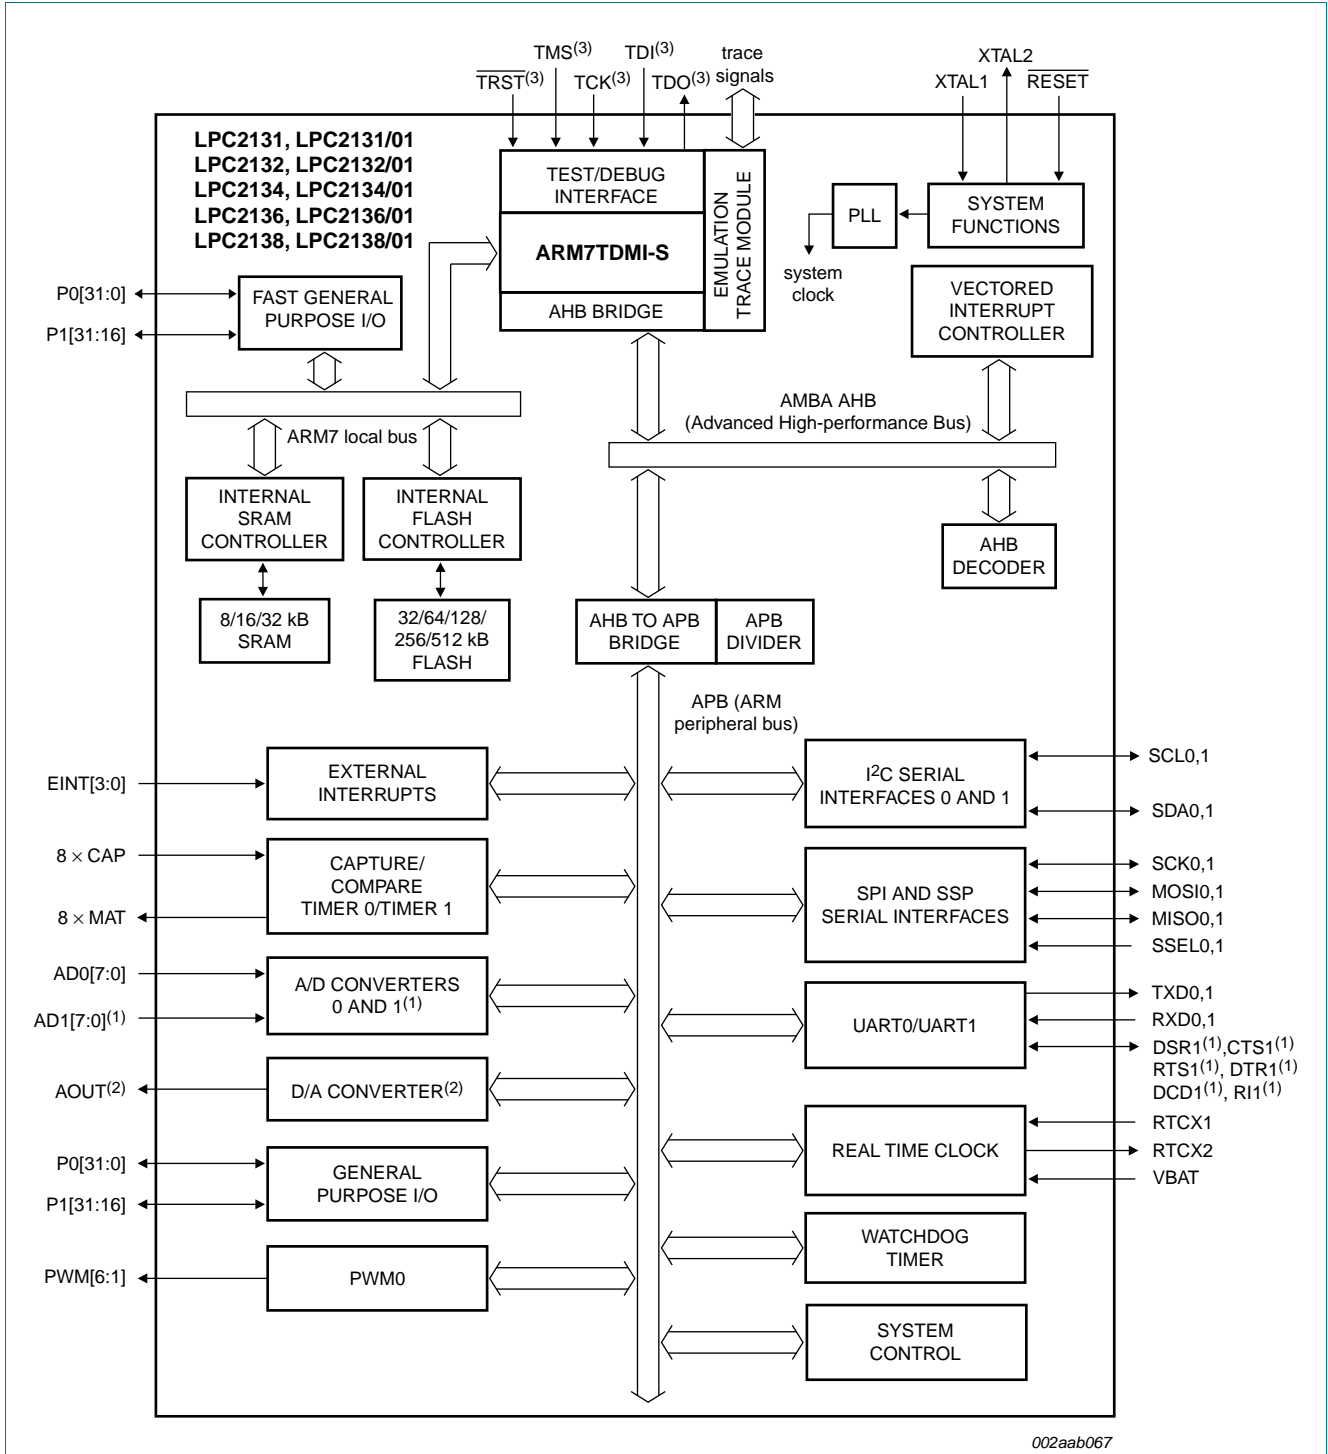 TMS(3)
TDI(3)
trace
signals
XTAL2
TRST(3)
TCK(3)
TDO(3)
XTAL1
RESET
LPC2131, LPC2131/01
LPC2132, LPC2132/01
LPC2134, LPC2134/01
LPC2136, LPC2136/01
LPC2138, LPC2138/01
TEST/DEBUG
INTERFACE
ARM7TDMI-S
AHB BRIDGE
EMULATION
TRACE MODULE
PLL
SYSTEM
FUNCTIONS
system
clock
VECTORED
INTERRUPT
CONTROLLER
P0[31:0]
P1[31:16]
FAST GENERAL
PURPOSE I/O
AMBA AHB
(Advanced High-performance Bus)
ARM7 local bus
INTERNAL
SRAM
CONTROLLER
INTERNAL
FLASH
CONTROLLER
AHB
DECODER
8/16/32 kB
SRAM
32/64/128/
256/512 kB
FLASH
AHB TO APB
BRIDGE
APB
DIVIDER
APB (ARM
peripheral bus)
EINT[3:0]
EXTERNAL
INTERRUPTS
I2C SERIAL
INTERFACES 0 AND 1
SCL0,1
SDA0,1
8 × CAP
8 × MAT
CAPTURE/
COMPARE
TIMER 0/TIMER 1
SPI AND SSP
SERIAL INTERFACES
SCK0,1
MOSI0,1
MISO0,1
SSEL0,1
AD0[7:0]
AD1[7:0](1)
A/D CONVERTERS
0 AND 1(1)
UART0/UART1
TXD0,1
RXD0,1
DSR1(1),CTS1(1)
RTS1(1), DTR1(1)
DCD1(1), RI1(1)
AOUT(2)
D/A CONVERTER(2)
REAL TIME CLOCK
RTCX1
RTCX2
VBAT
P0[31:0]
P1[31:16]
GENERAL
PURPOSE I/O
WATCHDOG
TIMER
PWM[6:1]
PWM0
SYSTEM
CONTROL
002aab067